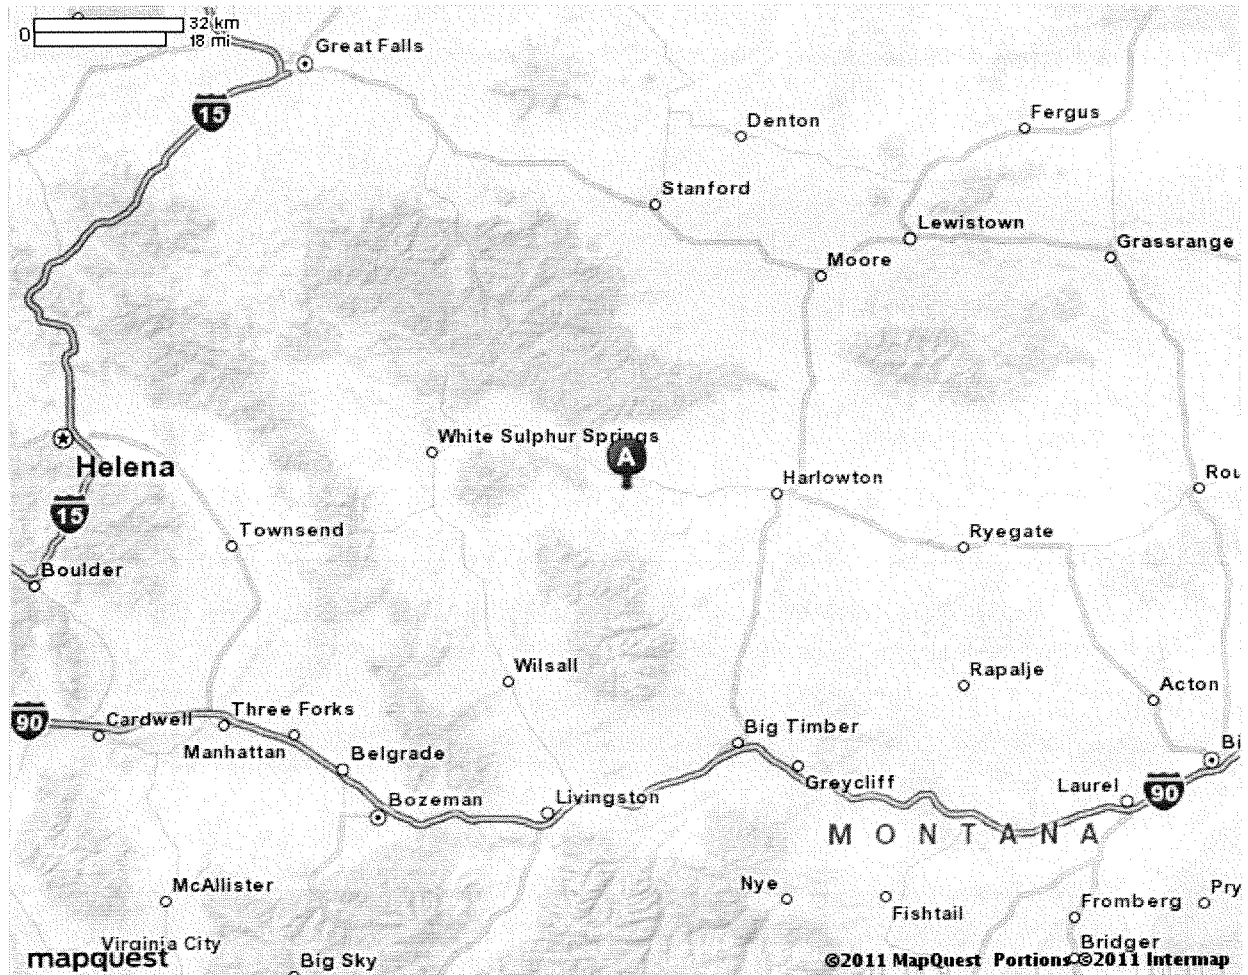 32 km
0
18 mi
Great Falls
15
Denton
Fergus
Stanford
Lewistown
Grassrange
Moore
White Sulphur Springs
A
Helena
Harlowton
Rou
15
Townsend
Ryegate
Boulder
Wilsall
Rapalje
Acton
90
Cardwell
Three Forks
Manhattan
Big Timber
Bi
Belgrade
Greycliff
Laurel
90
Bozeman
Livingston
MONTANA
McAllister
Nye
Fishtail
Fromberg
Pry
Virginia City
Bridger
mapquest
Big Sky
©2011 MapQuest Portions ©2011 Intermap